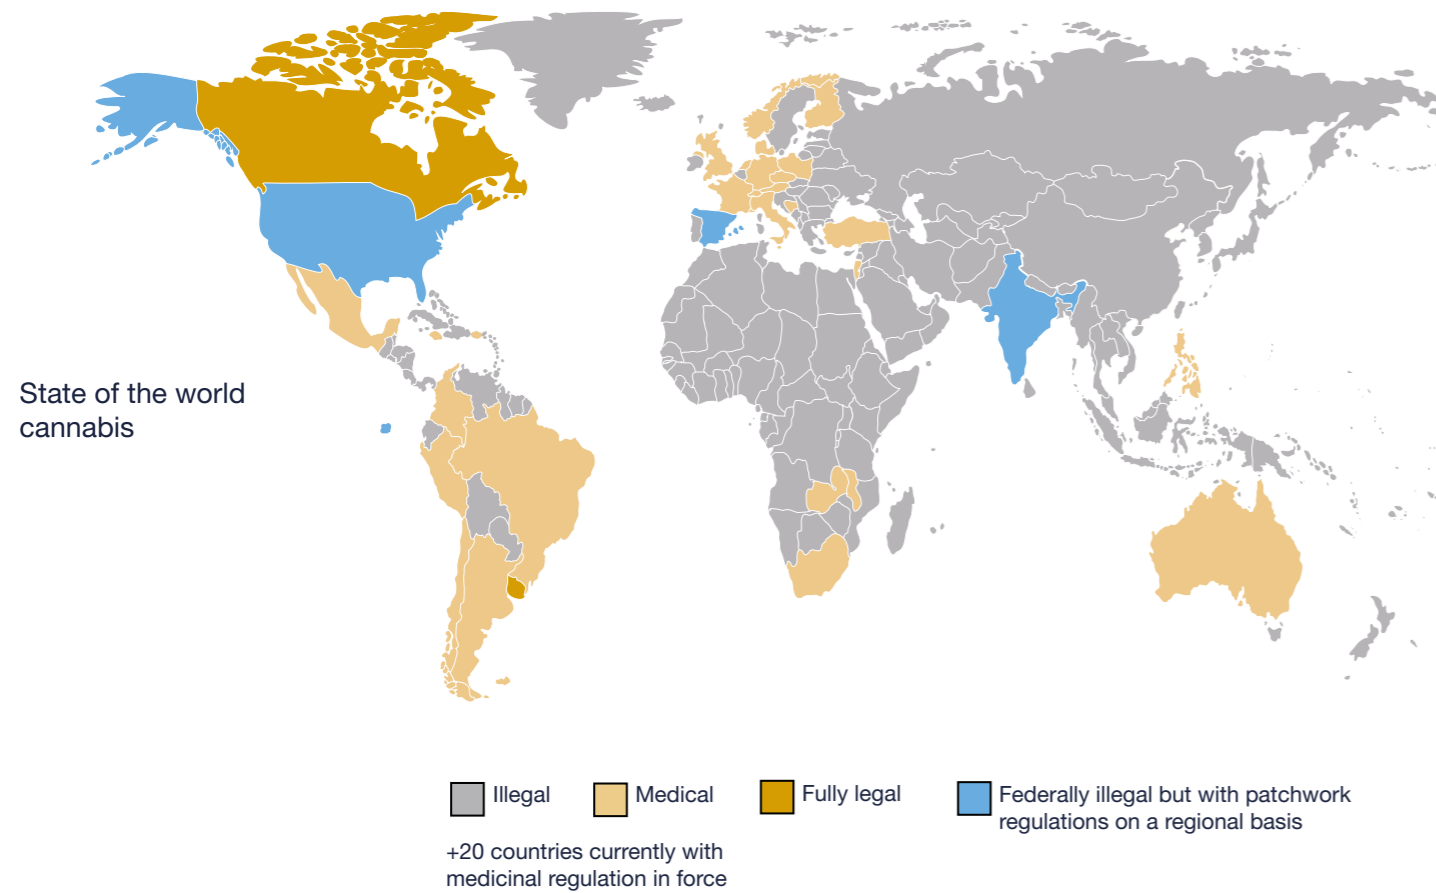 State of the world
cannabis
Illegal
Medical
Fully legal
Federally illegal but with patchwork
regulations on a regional basis
+20 countries currently with
medicinal regulation in force